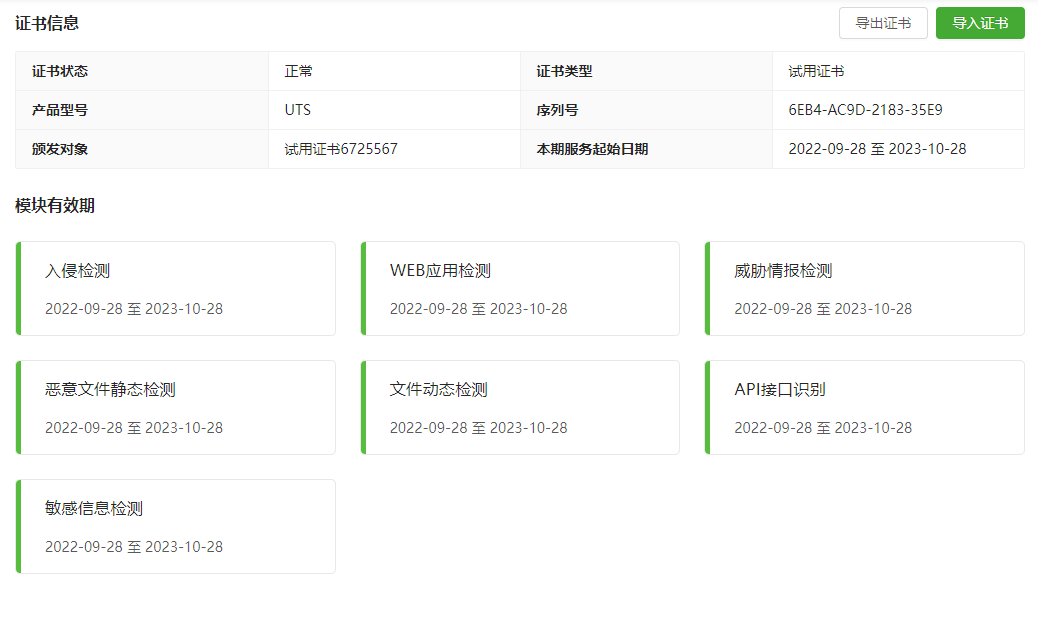 证书信息 导出证书 导入证书
证书状态 正常 证书类型 试用证书
产品型号 UTS 序列号 6EB4-AC9D-2183-35E9
颁发对象 试用证书6725567 本期服务起始日期 2022-09-28 至 2023-10-28
模块有效期
入侵检测 WEB应用检测 威胁情报检测
2022-09-28 至 2023-10-28 2022-09-28 至 2023-10-28 2022-09-28 至 2023-10-28
恶意文件静态检测 文件动态检测 API接口识别
2022-09-28 至 2023-10-28 2022-09-28 至 2023-10-28 2022-09-28 至 2023-10-28
敏感信息检测
2022-09-28 至 2023-10-28